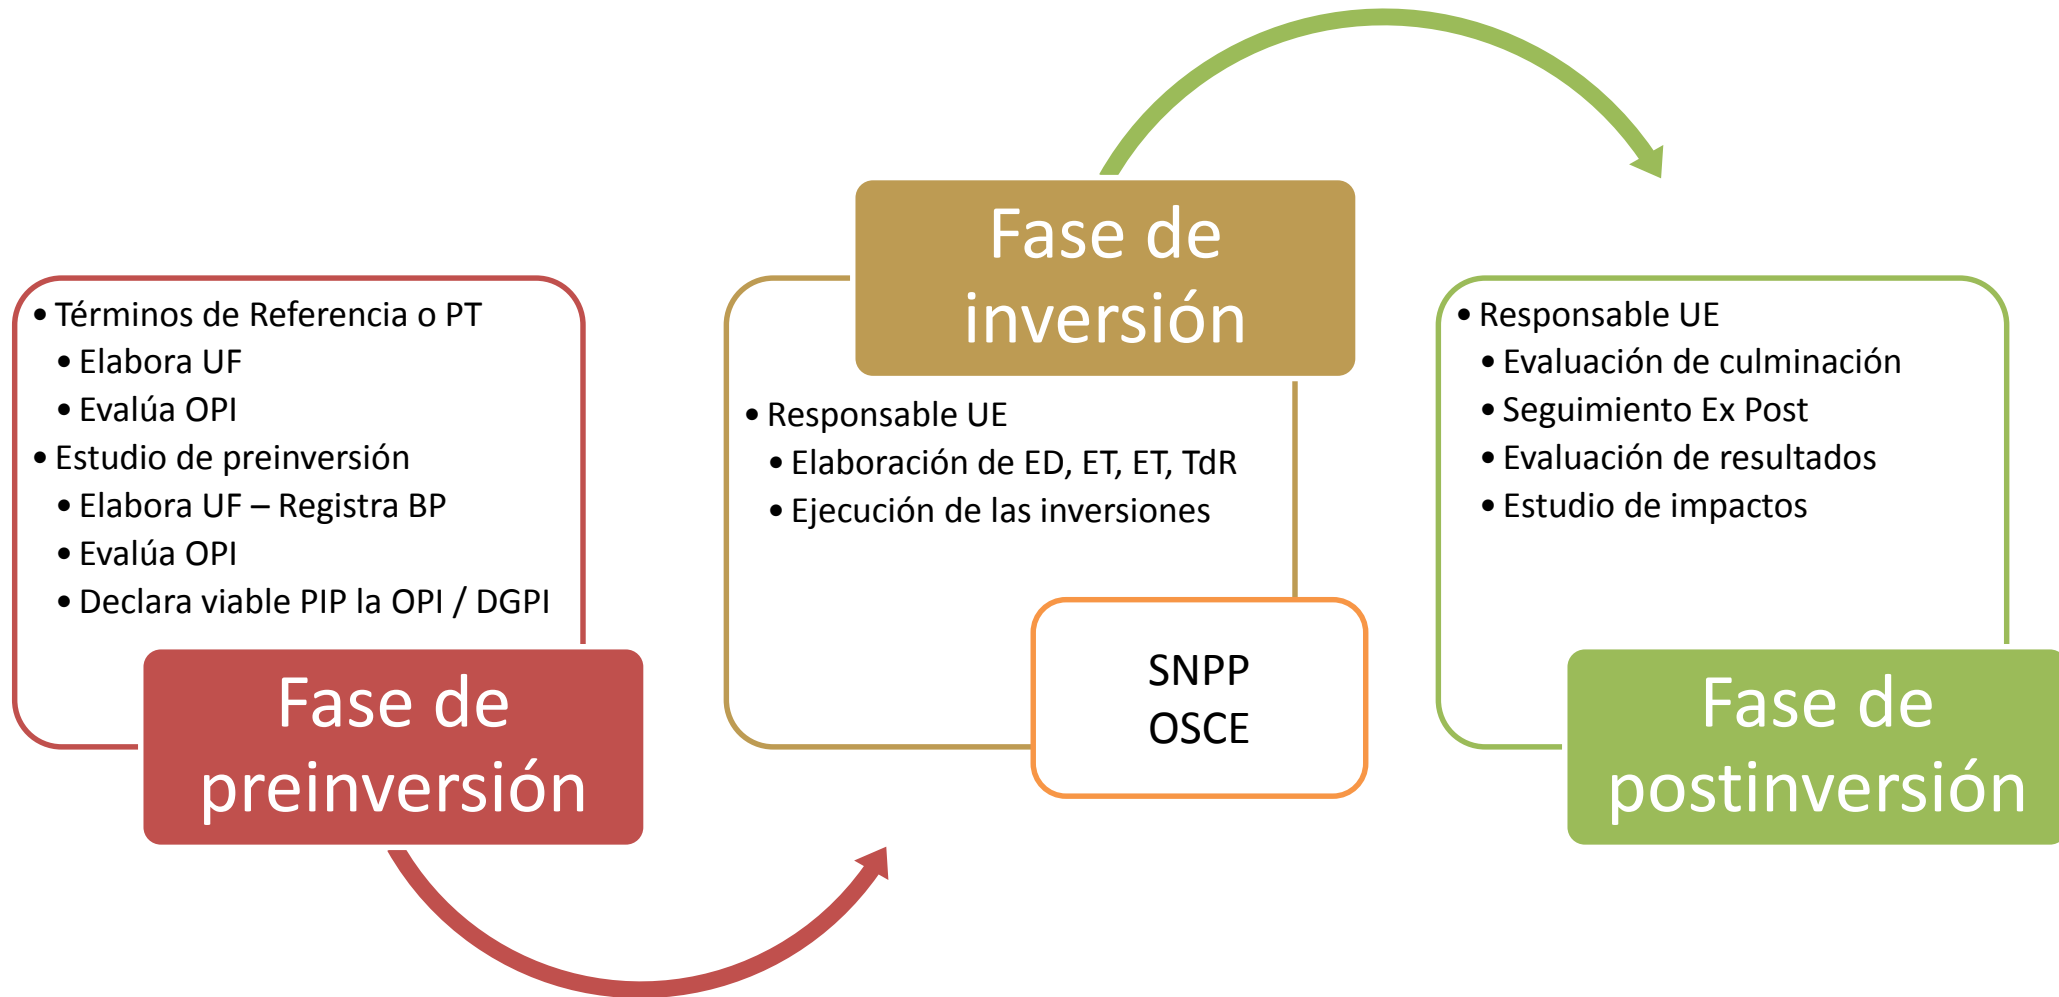 • Términos de Referencia o PT
• Elabora UF
• Evalúa OPI
• Estudio de preinversión
• Elabora UF – Registra BP
• Evalúa OPI
• Declara viable PIP la OPI / DGPI
Fase de
preinversión
Fase de
inversión
• Responsable UE
• Elaboración de ED, ET, ET, TdR
• Ejecución de las inversiones
SNPP
OSCE
• Responsable UE
• Evaluación de culminación
• Seguimiento Ex Post
• Evaluación de resultados
• Estudio de impactos
Fase de
postinversión